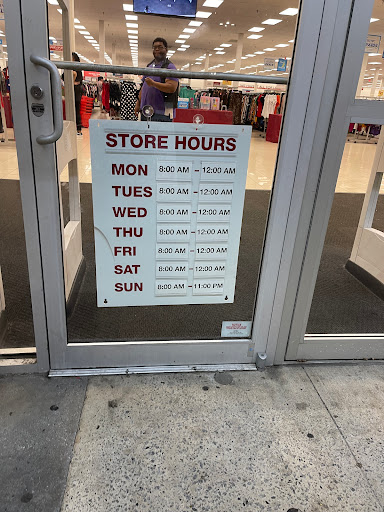 STORE HOURS
MON 8:00 AM - 12:00 AM
TUES 8:00 AM - 12:00 AM
WED 8:00 AM - 12:00 AM
THU 8:00 AM - 12:00 AM
FRI 8:00 AM - 12:00 AM
SAT 8:00 AM - 12:00 AM
SUN 8:00 AM - 11:00 PM